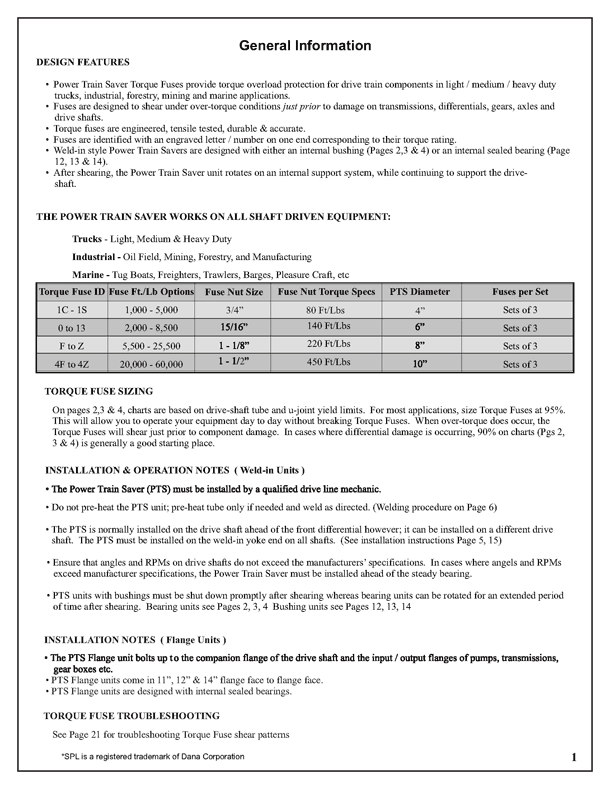 General Information
DESIGN FEATURES
• Power Train Saver Torque Fuses provide torque overload protection for drive train components in light / medium / heavy duty
trucks, industrial, forestry, mining and marine applications.
• Fuses are designed to shear under over-torque conditions just prior to damage on transmissions, differentials, gears, axles and
drive shafts.
• Torque fuses are engineered, tensile tested, durable & accurate.
• Fuses are identified with an engraved letter / number on one end corresponding to their torque rating.
• Weld-in style Power Train Savers are designed with either an internal bushing (Pages 2,3 & 4) or an internal sealed bearing (Page
12, 13 & 14).
• After shearing, the Power Train Saver unit rotates on an internal support system, while continuing to support the drive-
shaft.
THE POWER TRAIN SAVER WORKS ON ALL SHAFT DRIVEN EQUIPMENT:
Trucks - Light, Medium & Heavy Duty
Industrial - Oil Field, Mining, Forestry, and Manufacturing
Marine - Tug Boats, Freighters, Trawlers, Barges, Pleasure Craft, etc
Torque Fuse ID Fuse Ft./Lb Options Fuse Nut Size Fuse Nut Torque Specs PTS Diameter Fuses per Set
1C - 1S 1,000 - 5,000 3/4” 80 Ft/Lbs 4” Sets of 3
0 to 13 2,000 - 8,500 15/16” 140 Ft/Lbs 6” Sets of 3
F to Z 5,500 - 25,500 1 - 1/8” 220 Ft/Lbs 8” Sets of 3
4F to 4Z 20,000 - 60,000 1 - 1/2” 450 Ft/Lbs 10” Sets of 3
TORQUE FUSE SIZING
On pages 2,3 & 4, charts are based on drive-shaft tube and u-joint yield limits. For most applications, size Torque Fuses at 95%.
This will allow you to operate your equipment day to day without breaking Torque Fuses. When over-torque does occur, the
Torque Fuses will shear just prior to component damage. In cases where differential damage is occurring, 90% on charts (Pgs 2,
3 & 4) is generally a good starting place.
INSTALLATION & OPERATION NOTES ( Weld-in Units )
• The Power Train Saver (PTS) must be installed by a qualified drive line mechanic.
• Do not pre-heat the PTS unit; pre-heat tube only if needed and weld as directed. (Welding procedure on Page 6)
• The PTS is normally installed on the drive shaft ahead of the front differential however; it can be installed on a different drive
shaft. The PTS must be installed on the weld-in yoke end on all shafts. (See installation instructions Page 5, 15)
• Ensure that angles and RPMs on drive shafts do not exceed the manufacturers’ specifications. In cases where angels and RPMs
exceed manufacturer specifications, the Power Train Saver must be installed ahead of the steady bearing.
• PTS units with bushings must be shut down promptly after shearing whereas bearing units can be rotated for an extended period
of time after shearing. Bearing units see Pages 2, 3, 4 Bushing units see Pages 12, 13, 14
INSTALLATION NOTES ( Flange Units )
• The PTS Flange unit bolts up to the companion flange of the drive shaft and the input / output flanges of pumps, transmissions,
gear boxes etc.
• PTS Flange units come in 11”, 12” & 14” flange face to flange face.
• PTS Flange units are designed with internal sealed bearings.
TORQUE FUSE TROUBLESHOOTING
See Page 21 for troubleshooting Torque Fuse shear patterns
*SPL is a registered trademark of Dana Corporation
1